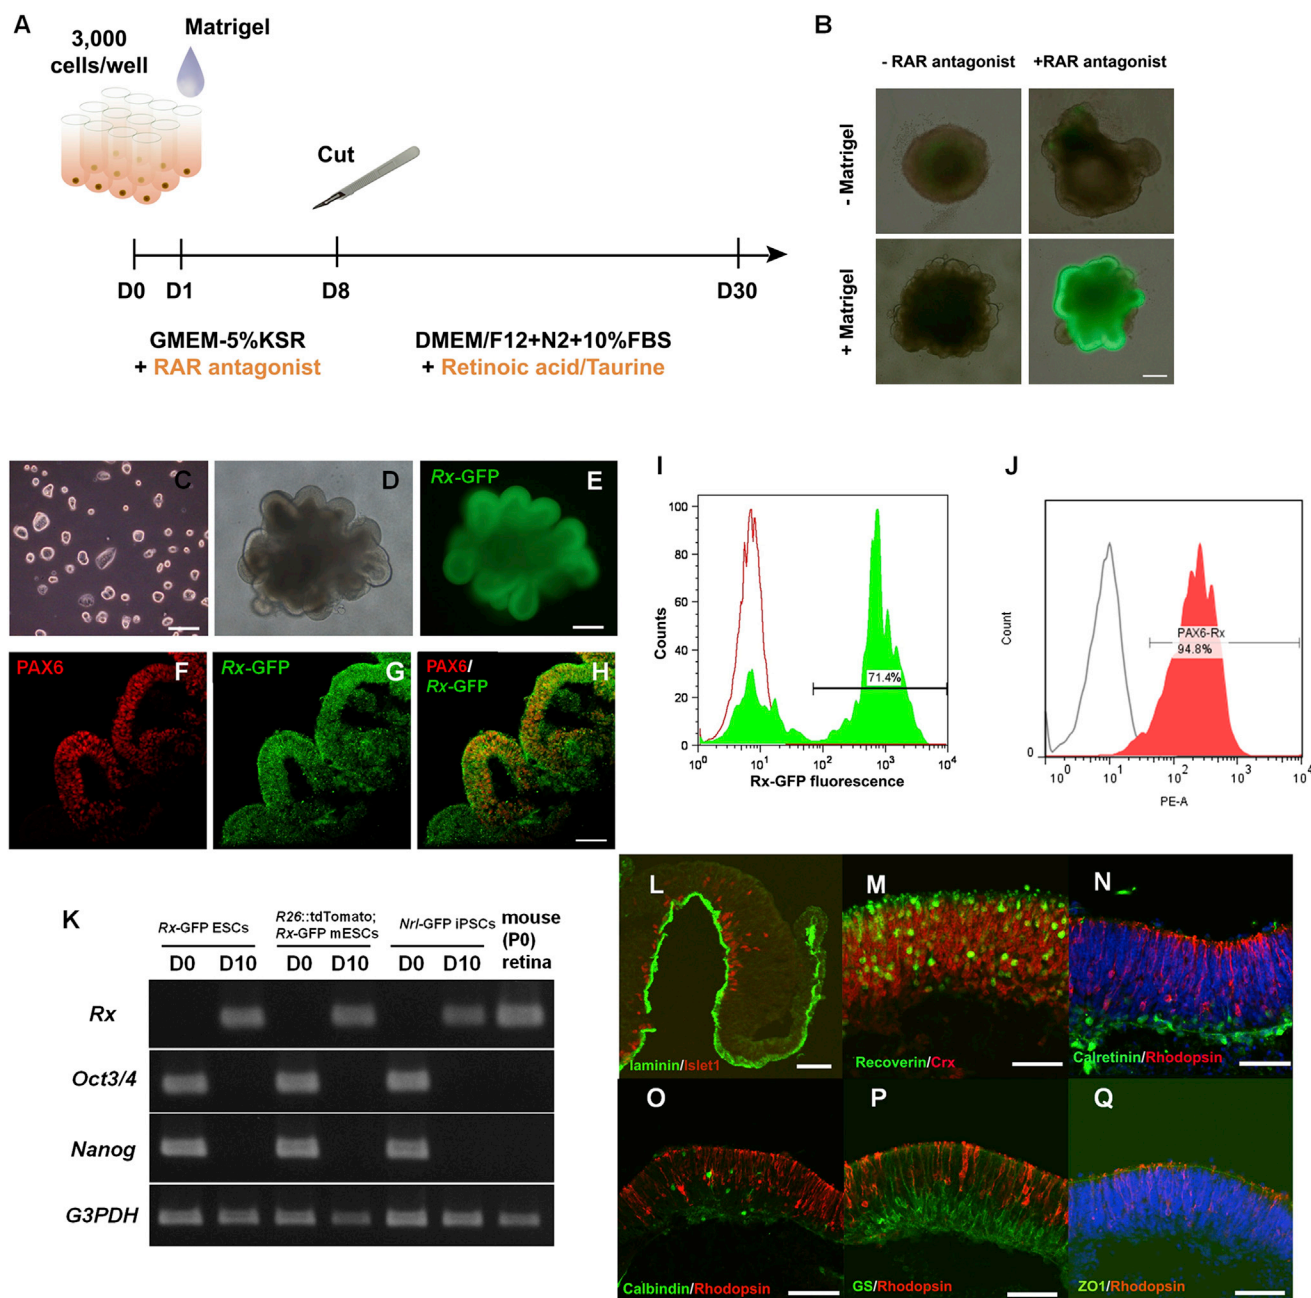 A
3,000
cells/well
Matrigel
Cut
D0 D1 D8 D30
GMEM-5%KSR
+ RAR antagonist
DMEM/F12+N2+10%FBS
+ Retinoic acid/Taurine
B
- RAR antagonist +RAR antagonist
- Matrigel
+ Matrigel
C
D
Rx-GFP E
PAX6 F
Rx-GFP G
PAX6/ H
Rx-GFP
I
Counts
100
80
60
40
20
0
71.4%
10⁰ 10¹ 10² 10³ 10⁴
Rx-GFP fluorescence
J
Count
PAX6-Rx
94.8%
0
10⁰ 10¹ 10² 10³ 10⁴
PE-A
K
Rx-GFP ESCs
R26::tdTomato;
Rx-GFP mESCs
Nrl-GFP iPSCs
mouse
(P0)
retina
D0 D10 D0 D10 D0 D10
Rx
Oct3/4
Nanog
G3PDH
L
laminin/Islet1
M
Recoverin/Crx
N
Calretinin/Rhodopsin
O
Calbindin/Rhodopsin
P
GS/Rhodopsin
Q
ZO1/Rhodopsin